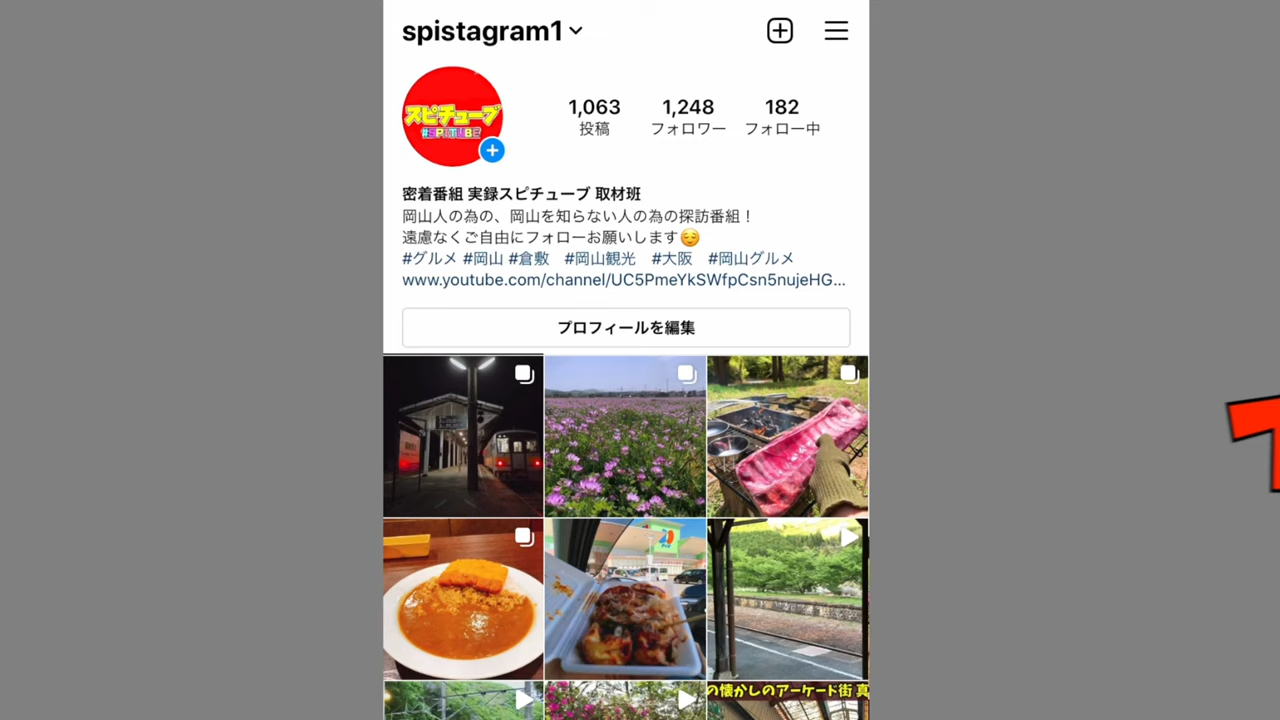 spistagram1
スピチューブ
#SPITUBE
1,063
投稿
1,248
フォロワー
182
フォロー中
密着番組 実録スピチューブ 取材班
岡山人の為の、岡山を知らない人の為の探訪番組！
遠慮なくご自由にフォローお願いします😌
#グルメ #岡山 #倉敷　#岡山観光　#大阪　#岡山グルメ
www.youtube.com/channel/UC5PmeYkSWfpCsn5nujeHG...
プロフィールを編集
の懐かしのアーケード街 真